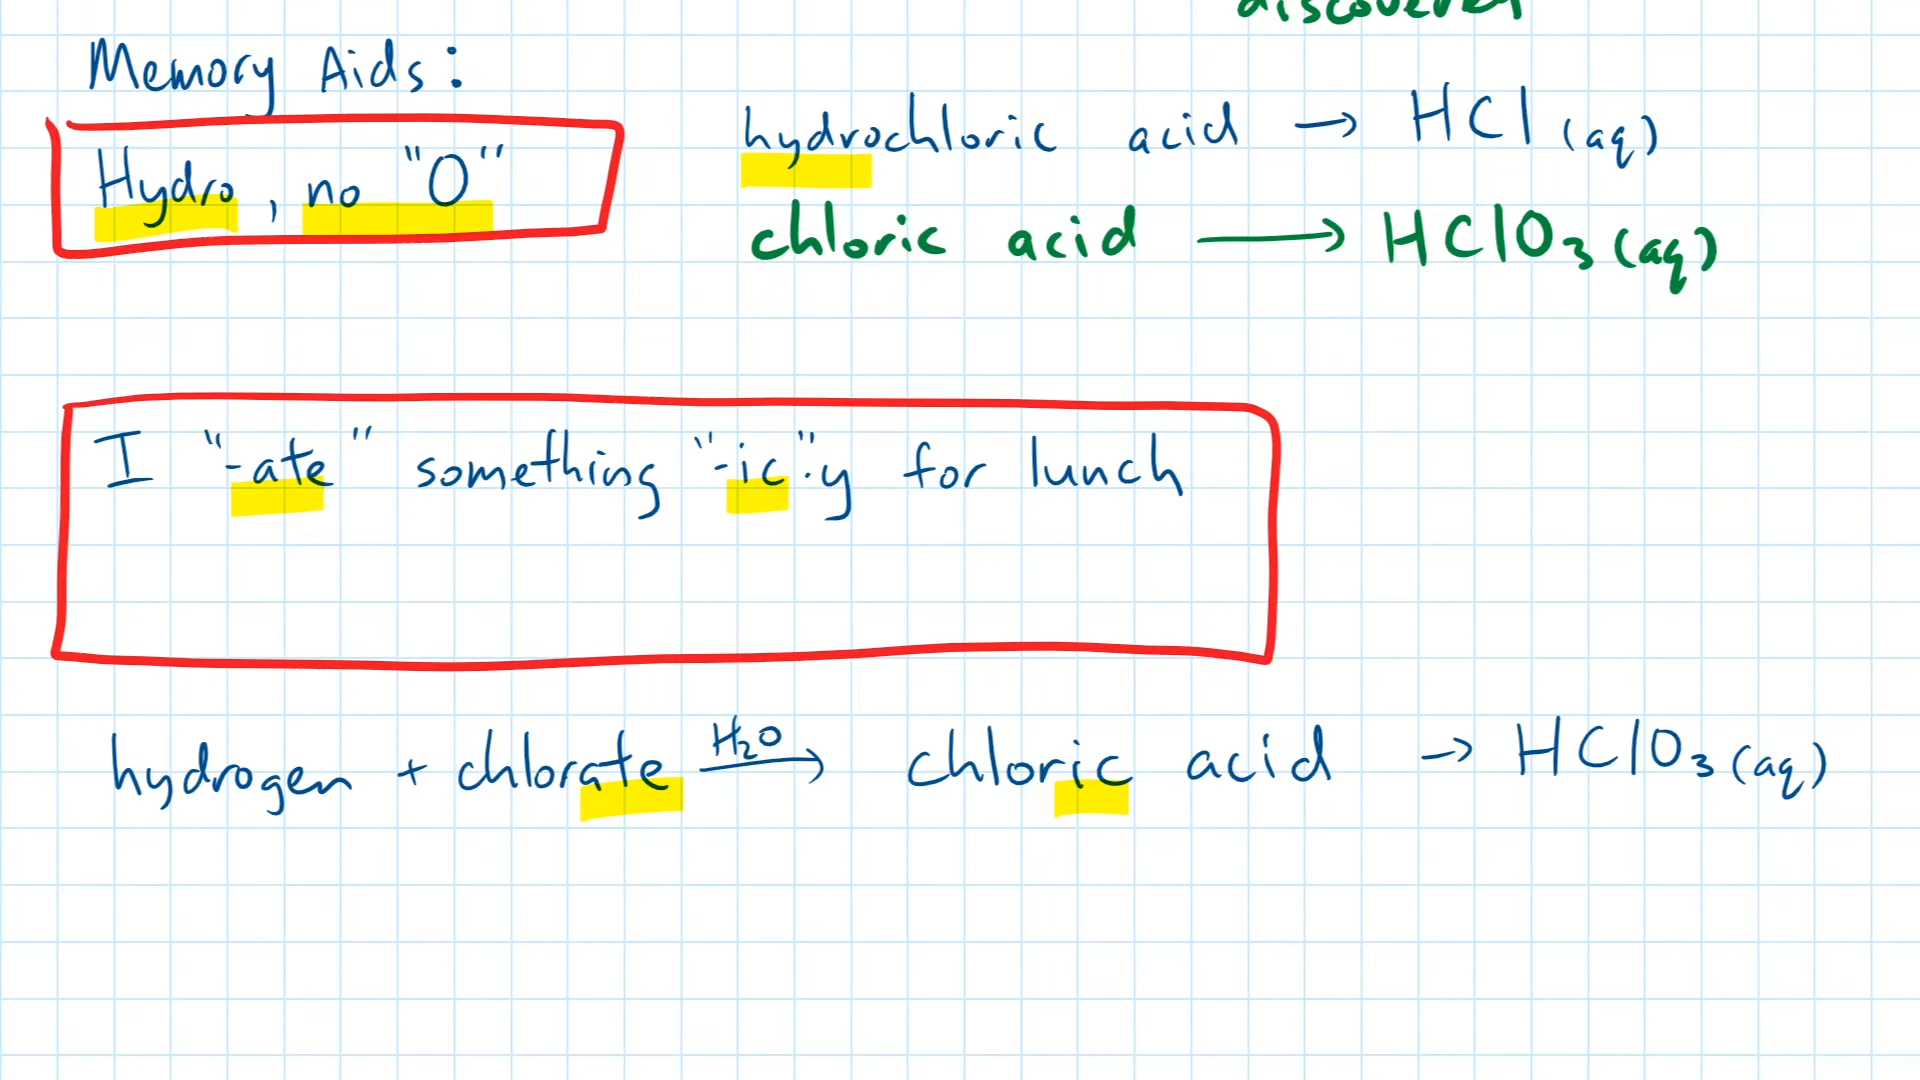 discovered
Memory Aids:
Hydro, no "O"
hydrochloric acid → HCl (aq)
chloric acid → HClO₃ (aq)
I "-ate" something "-ic"·y for lunch
hydrogen + chlorate H₂O → chloric acid → HClO₃ (aq)